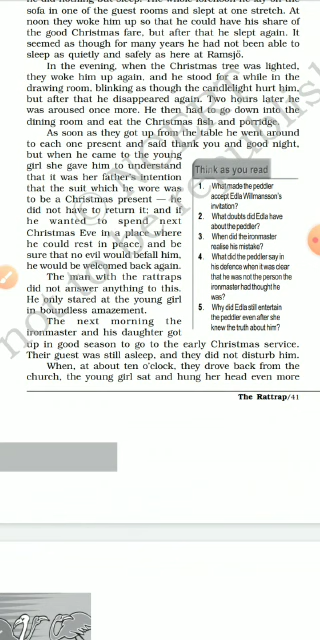 he did nothing but sleep. The whole forenoon he lay on the
sofa in one of the guest rooms and slept at one stretch. At
noon they woke him up so that he could have his share of
the good Christmas fare, but after that he slept again. It
seemed as though for many years he had not been able to
sleep as quietly and safely as here at Ramsjö.
In the evening, when the Christmas tree was lighted,
they woke him up again, and he stood for a while in the
drawing room, blinking as though the candlelight hurt him,
but after that he disappeared again. Two hours later he
was aroused once more. He then had to go down into the
dining room and eat the Christmas fish and porridge.
As soon as they got up from the table he went around
to each one present and said thank you and good night,
but when he came to the young
girl she gave him to understand
that it was her father's intention
that the suit which he wore was
to be a Christmas present — he
did not have to return it; and if
he wanted to spend next
Christmas Eve in a place where
he could rest in peace, and be
sure that no evil would befall him,
he would be welcomed back again.
The man with the rattraps
did not answer anything to this.
He only stared at the young girl
in boundless amazement.
The next morning the
ironmaster and his daughter got
up in good season to go to the early Christmas service.
Their guest was still asleep, and they did not disturb him.
When, at about ten o'clock, they drove back from the
church, the young girl sat and hung her head even more
Think as you read
1. What made the peddler
accept Edla Willmansson's
invitation?
2. What doubts did Edla have
about the peddler?
3. When did the ironmaster
realise his mistake?
4. What did the peddler say in
his defence when it was clear
that he was not the person the
ironmaster had thought he
was?
5. Why did Edla still entertain
the peddler even after she
knew the truth about him?
The Rattrap/41
not to be republished